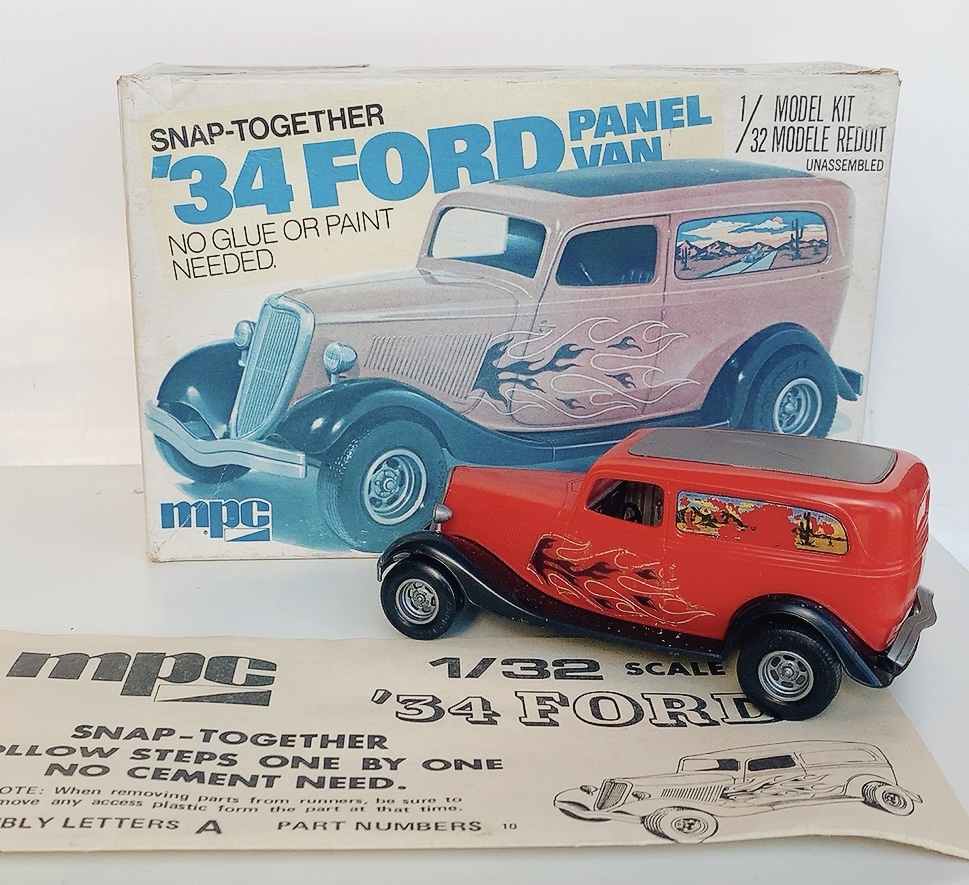 SNAP-TOGETHER
'34 FORD PANEL
VAN
NO GLUE OR PAINT
NEEDED.
1/32 MODEL KIT
MODELE REDUIT
UNASSEMBLED
mpc
mpc
1/32 SCALE
'34 FORD
SNAP-TOGETHER
OLLOW STEPS ONE BY ONE
NO CEMENT NEED.
OTE: When removing parts from runners, be sure to
move any access plastic form the part at that time.
BLY LETTERS A PART NUMBERS 10